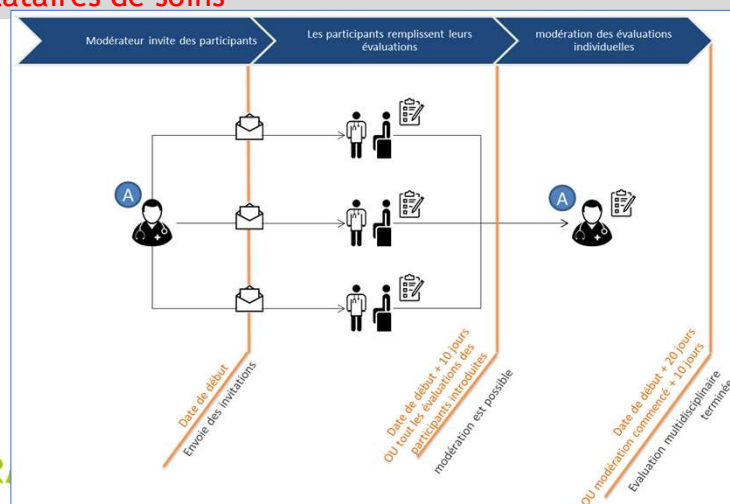 ataires de soins
Modérateur invite des participants
Les participants remplissent leurs
évaluations
modération des évaluations
individuelles
A
A
Date de début
Envoie des invitations
Date de début + 10 jours
OU tout les évaluations des
participants introduites
modération est possible
Date de début + 20 jours
OU modération commencé + 10 jours
Evaluation multidisciplinaire
terminée